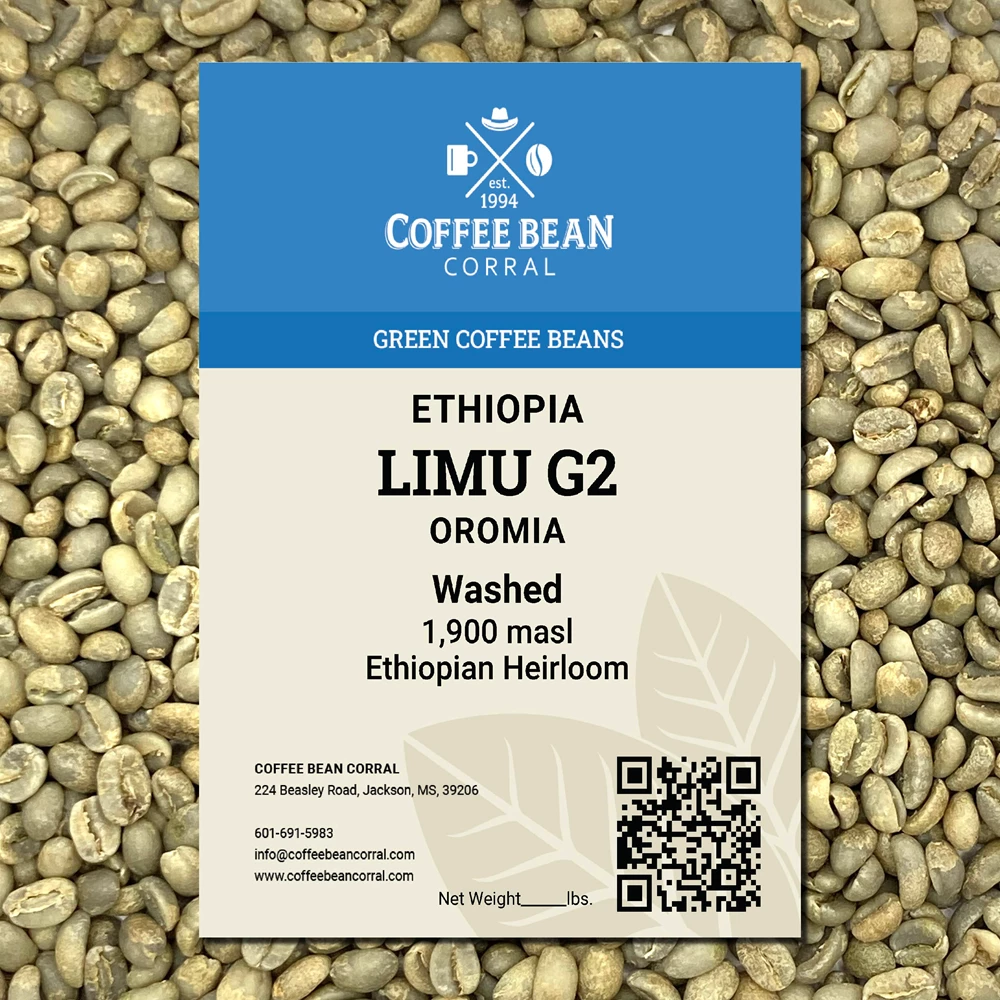 est.
1994
COFFEE BEAN
CORRAL
GREEN COFFEE BEANS
ETHIOPIA
LIMU G2
OROMIA
Washed
1,900 masl
Ethiopian Heirloom
COFFEE BEAN CORRAL
224 Beasley Road, Jackson, MS, 39206
601-691-5983
info@coffeebeancorral.com
www.coffeebeancorral.com
Net Weight_____lbs.